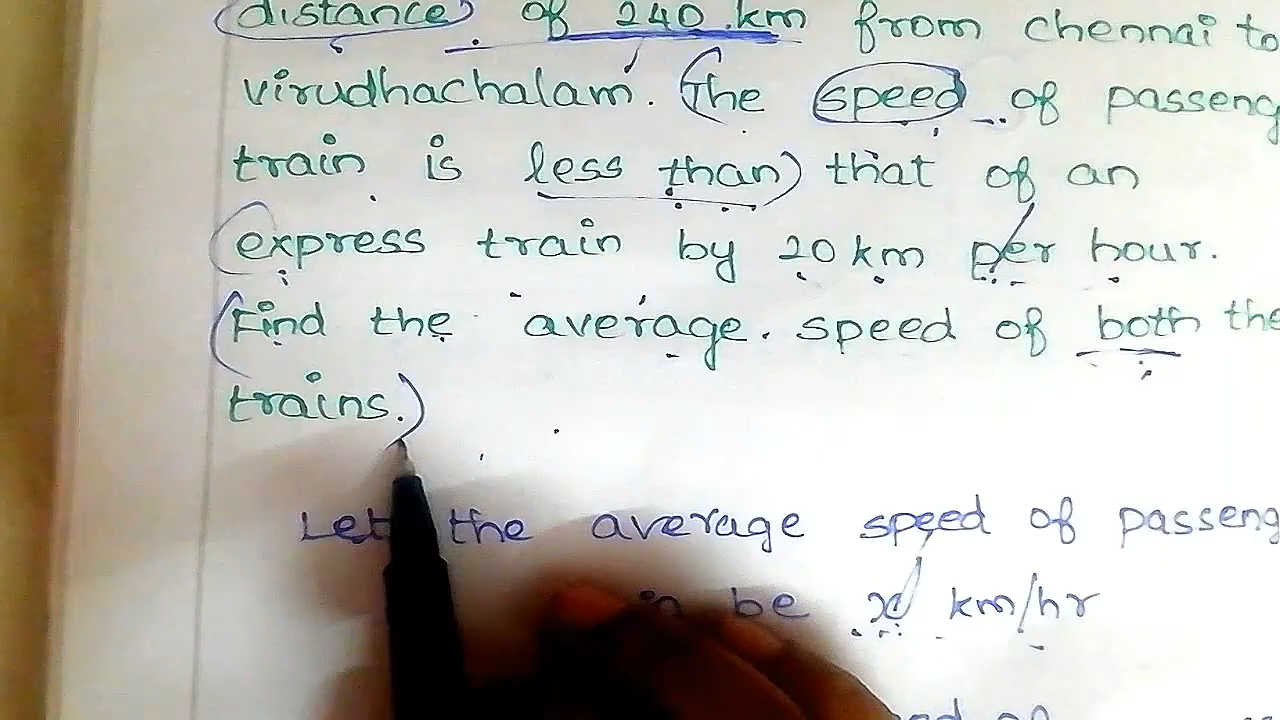 distance of 240 km from chennai to
virudhachalam. The speed of passeng
train is less than that of an
express train by 20 km per hour.
Find the average speed of both the
trains.
Let the average speed of passeng
in be x km/hr